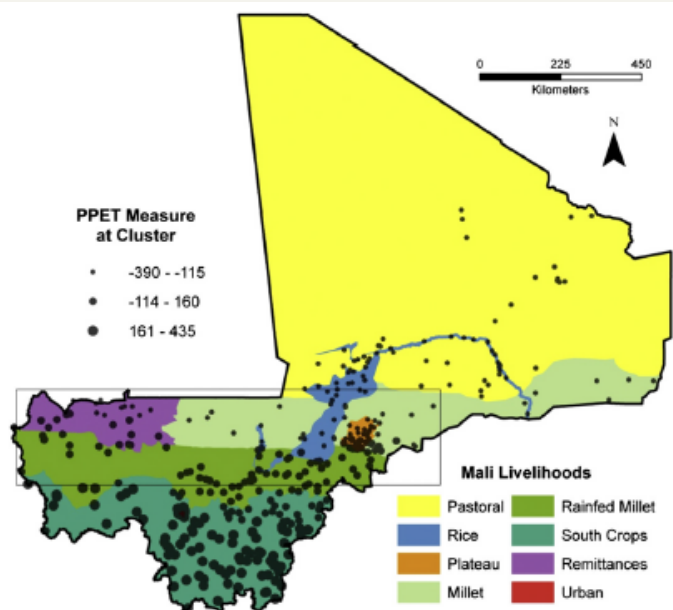 0 225 450
Kilometers
N
PPET Measure
at Cluster
-390 - -115
-114 - 160
161 - 435
Mali Livelihoods
Pastoral
Rice
Plateau
Millet
Rainfed Millet
South Crops
Remittances
Urban